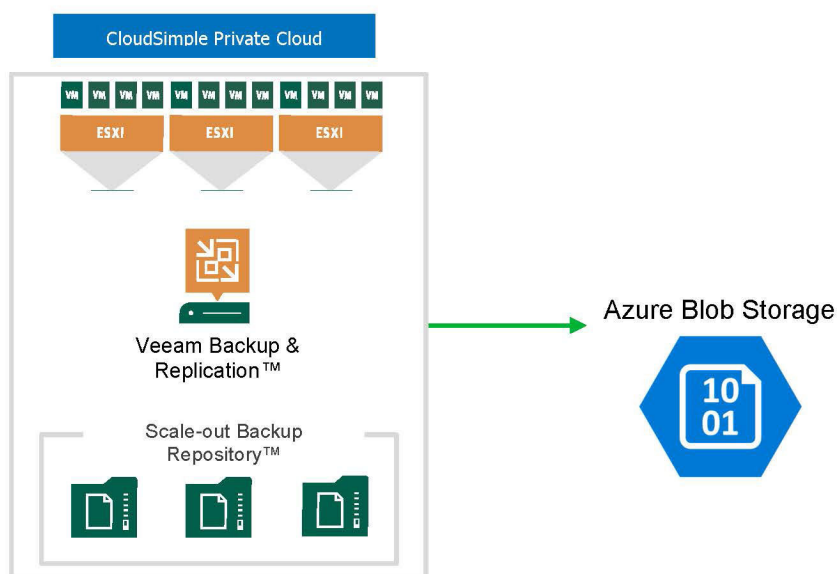 CloudSimple Private Cloud
VM VM VM VM VM VM VM VM VM VM VM VM
ESXI ESXI ESXI
Veeam Backup &
Replication™
Scale-out Backup
Repository™
Azure Blob Storage
10
01